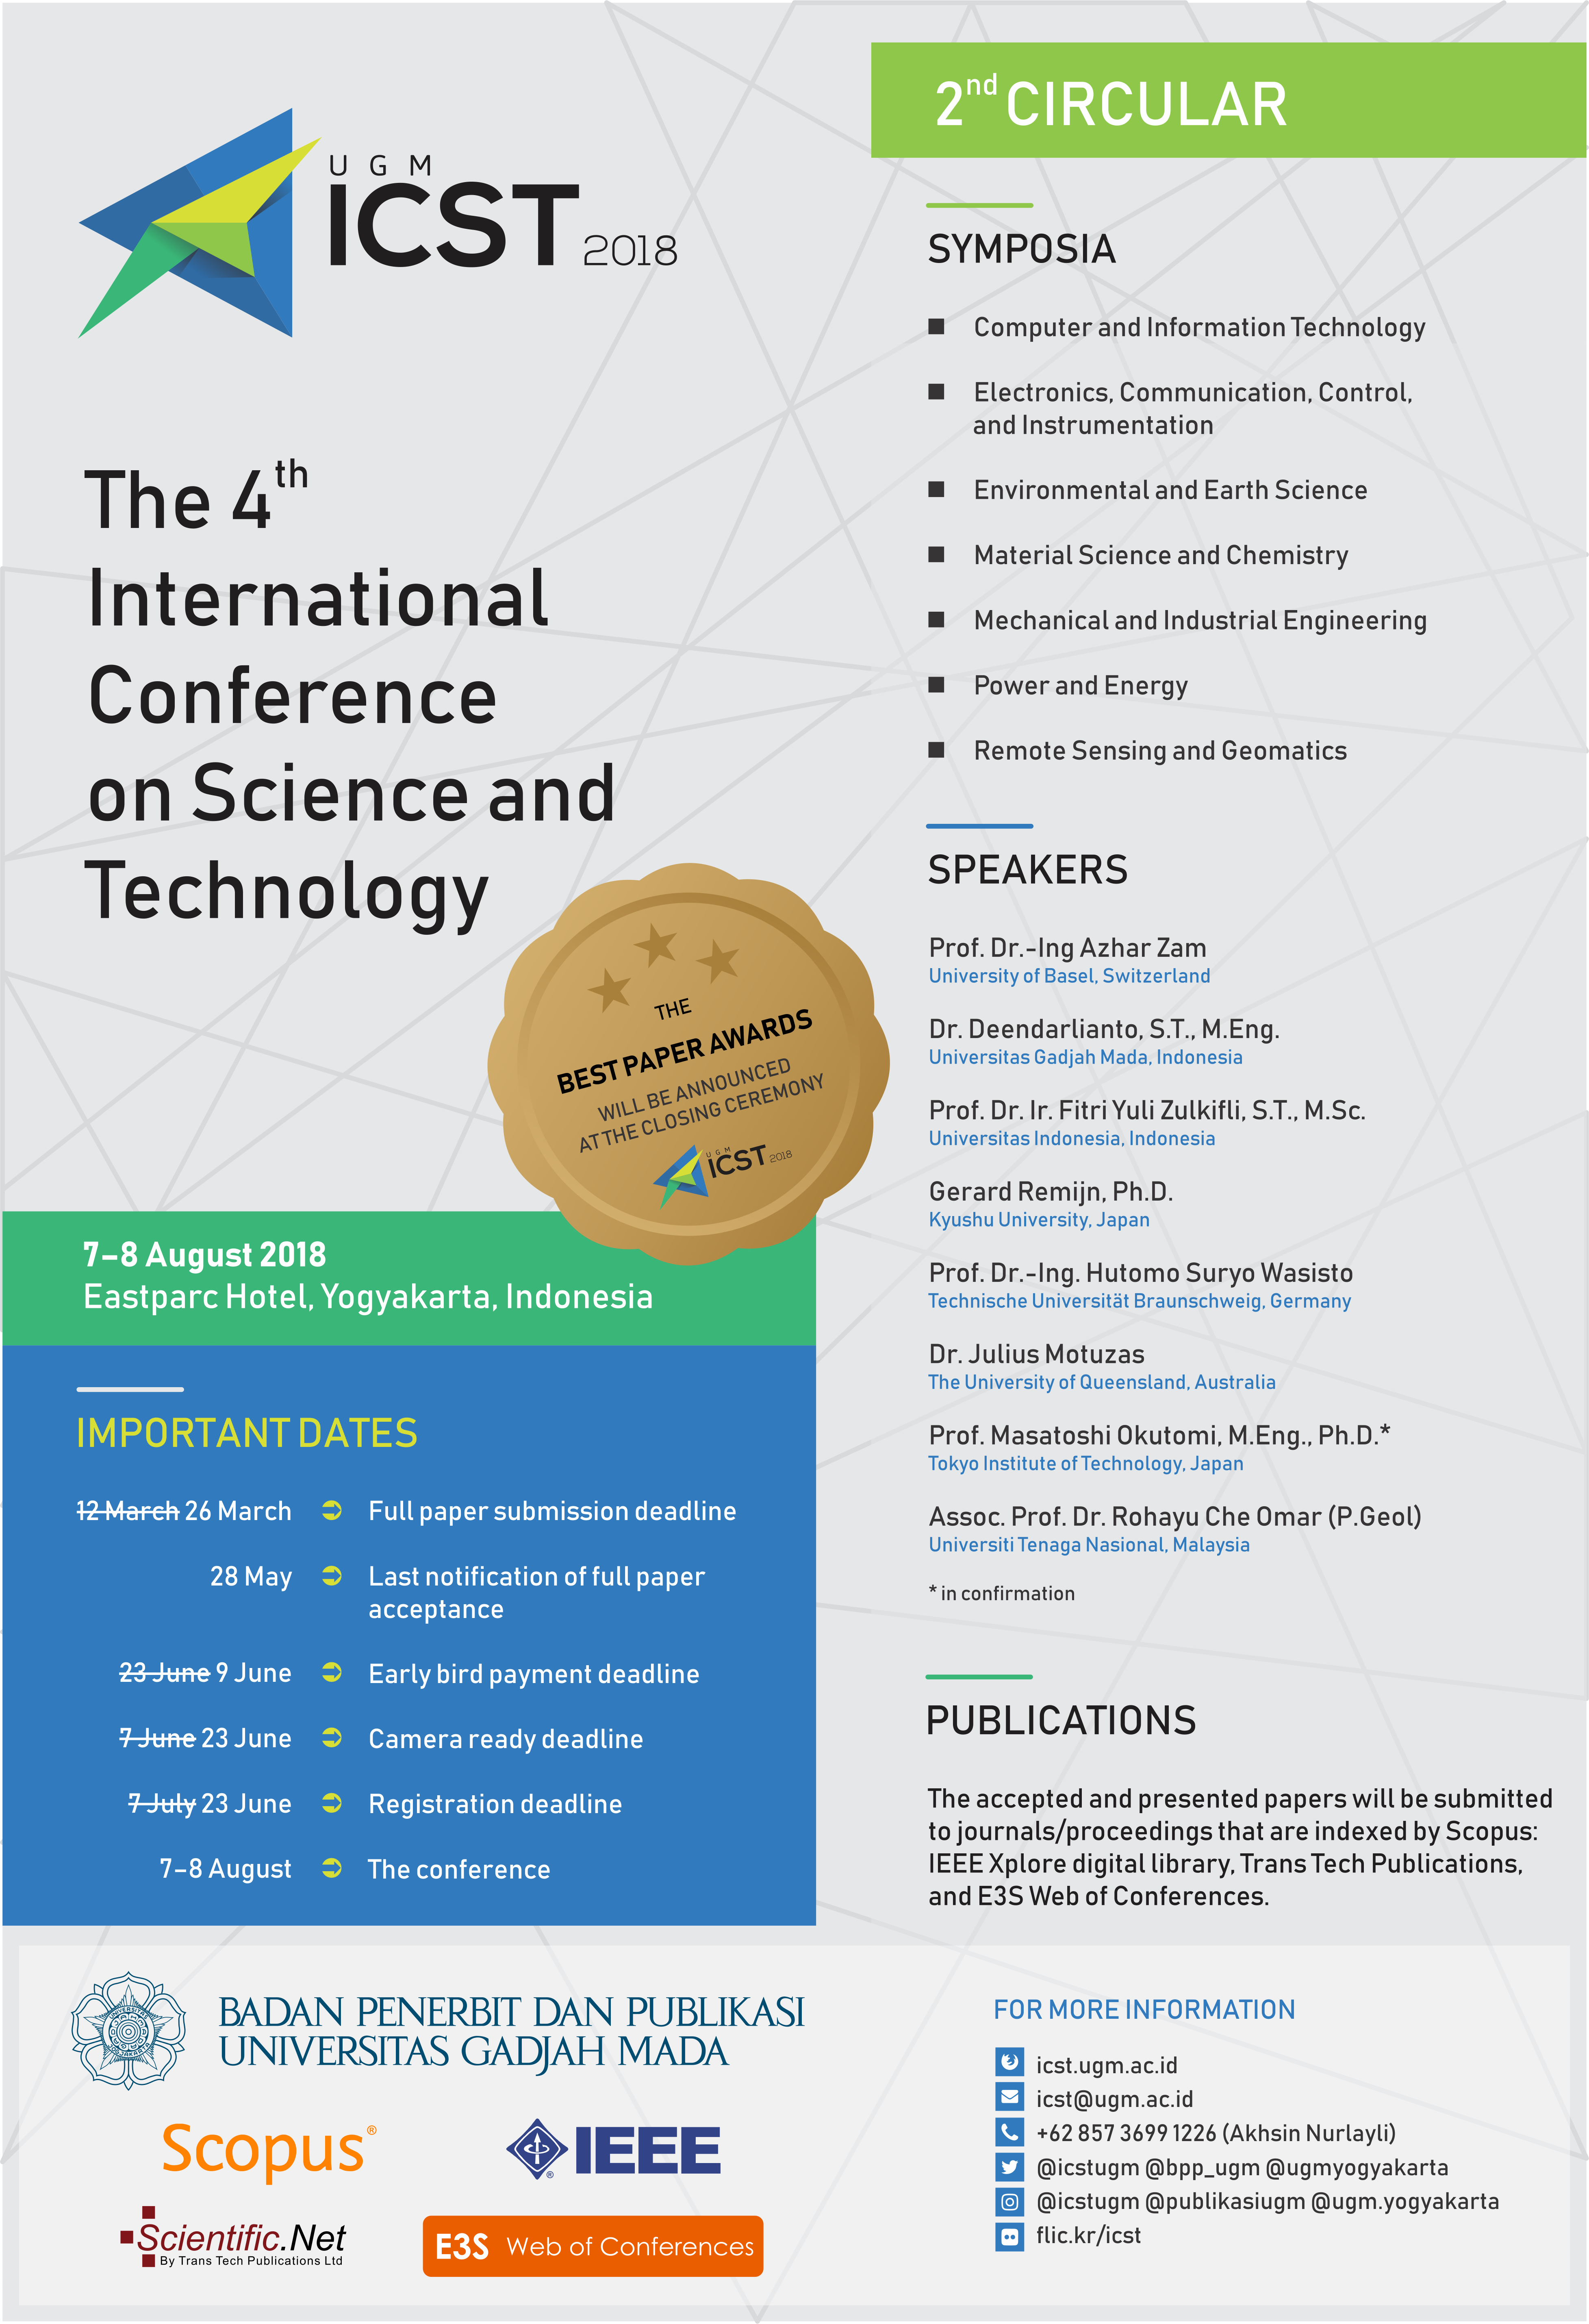 UGM
ICST 2018
The 4th
International
Conference
on Science and
Technology
THE
BEST PAPER AWARDS
WILL BE ANNOUNCED
AT THE CLOSING CEREMONY
UGM
ICST 2018
7-8 August 2018
Eastparc Hotel, Yogyakarta, Indonesia
IMPORTANT DATES
12 March 26 March Full paper submission deadline
28 May Last notification of full paper
acceptance
23 June 9 June Early bird payment deadline
7 June 23 June Camera ready deadline
7 July 23 June Registration deadline
7-8 August The conference
2nd CIRCULAR
SYMPOSIA
Computer and Information Technology
Electronics, Communication, Control,
and Instrumentation
Environmental and Earth Science
Material Science and Chemistry
Mechanical and Industrial Engineering
Power and Energy
Remote Sensing and Geomatics
SPEAKERS
Prof. Dr.-Ing Azhar Zam
University of Basel, Switzerland
Dr. Deendarlianto, S.T., M.Eng.
Universitas Gadjah Mada, Indonesia
Prof. Dr. Ir. Fitri Yuli Zulkifli, S.T., M.Sc.
Universitas Indonesia, Indonesia
Gerard Remijn, Ph.D.
Kyushu University, Japan
Prof. Dr.-Ing. Hutomo Suryo Wasisto
Technische Universität Braunschweig, Germany
Dr. Julius Motuzas
The University of Queensland, Australia
Prof. Masatoshi Okutomi, M.Eng., Ph.D.*
Tokyo Institute of Technology, Japan
Assoc. Prof. Dr. Rohayu Che Omar (P.Geol)
Universiti Tenaga Nasional, Malaysia
* in confirmation
PUBLICATIONS
The accepted and presented papers will be submitted
to journals/proceedings that are indexed by Scopus:
IEEE Xplore digital library, Trans Tech Publications,
and E3S Web of Conferences.
BADAN PENERBIT DAN PUBLIKASI
UNIVERSITAS GADJAH MADA
Scopus®
IEEE®
Scientific.Net
By Trans Tech Publications Ltd
E3S Web of Conferences
FOR MORE INFORMATION
icst.ugm.ac.id
icst@ugm.ac.id
+62 857 3699 1226 (Akhsin Nurlayli)
@icstugm @bpp_ugm @ugmyogyakarta
@icstugm @publikasiugm @ugm.yogyakarta
flic.kr/icst